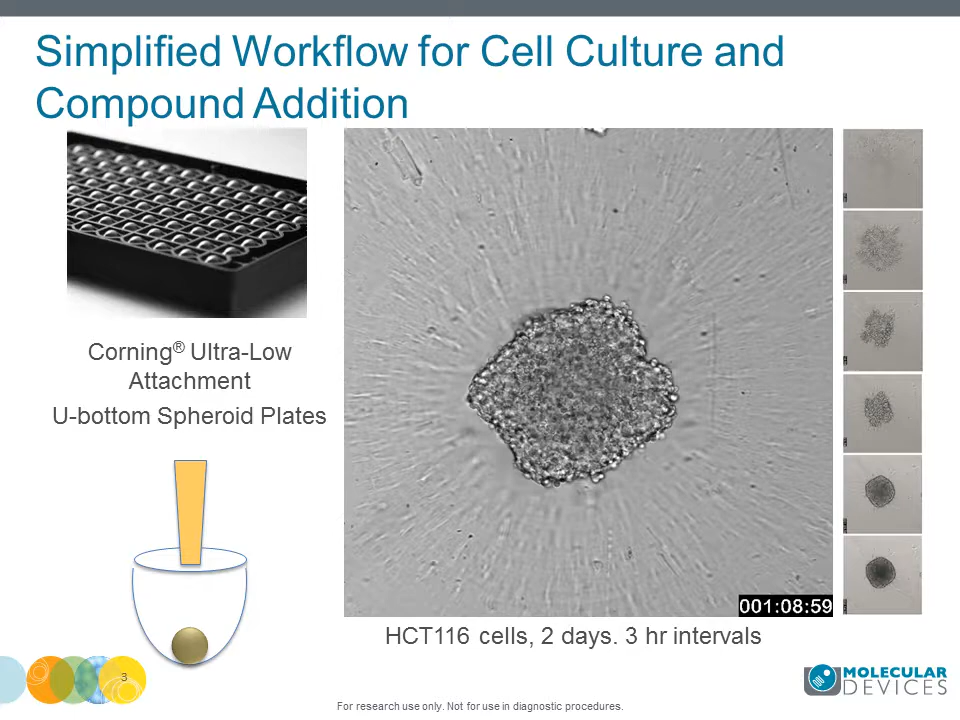 Simplified Workflow for Cell Culture and
Compound Addition
Corning® Ultra-Low
Attachment
U-bottom Spheroid Plates
001:08:59
HCT116 cells, 2 days. 3 hr intervals
3
MOLECULAR
DEVICES
For research use only. Not for use in diagnostic procedures.